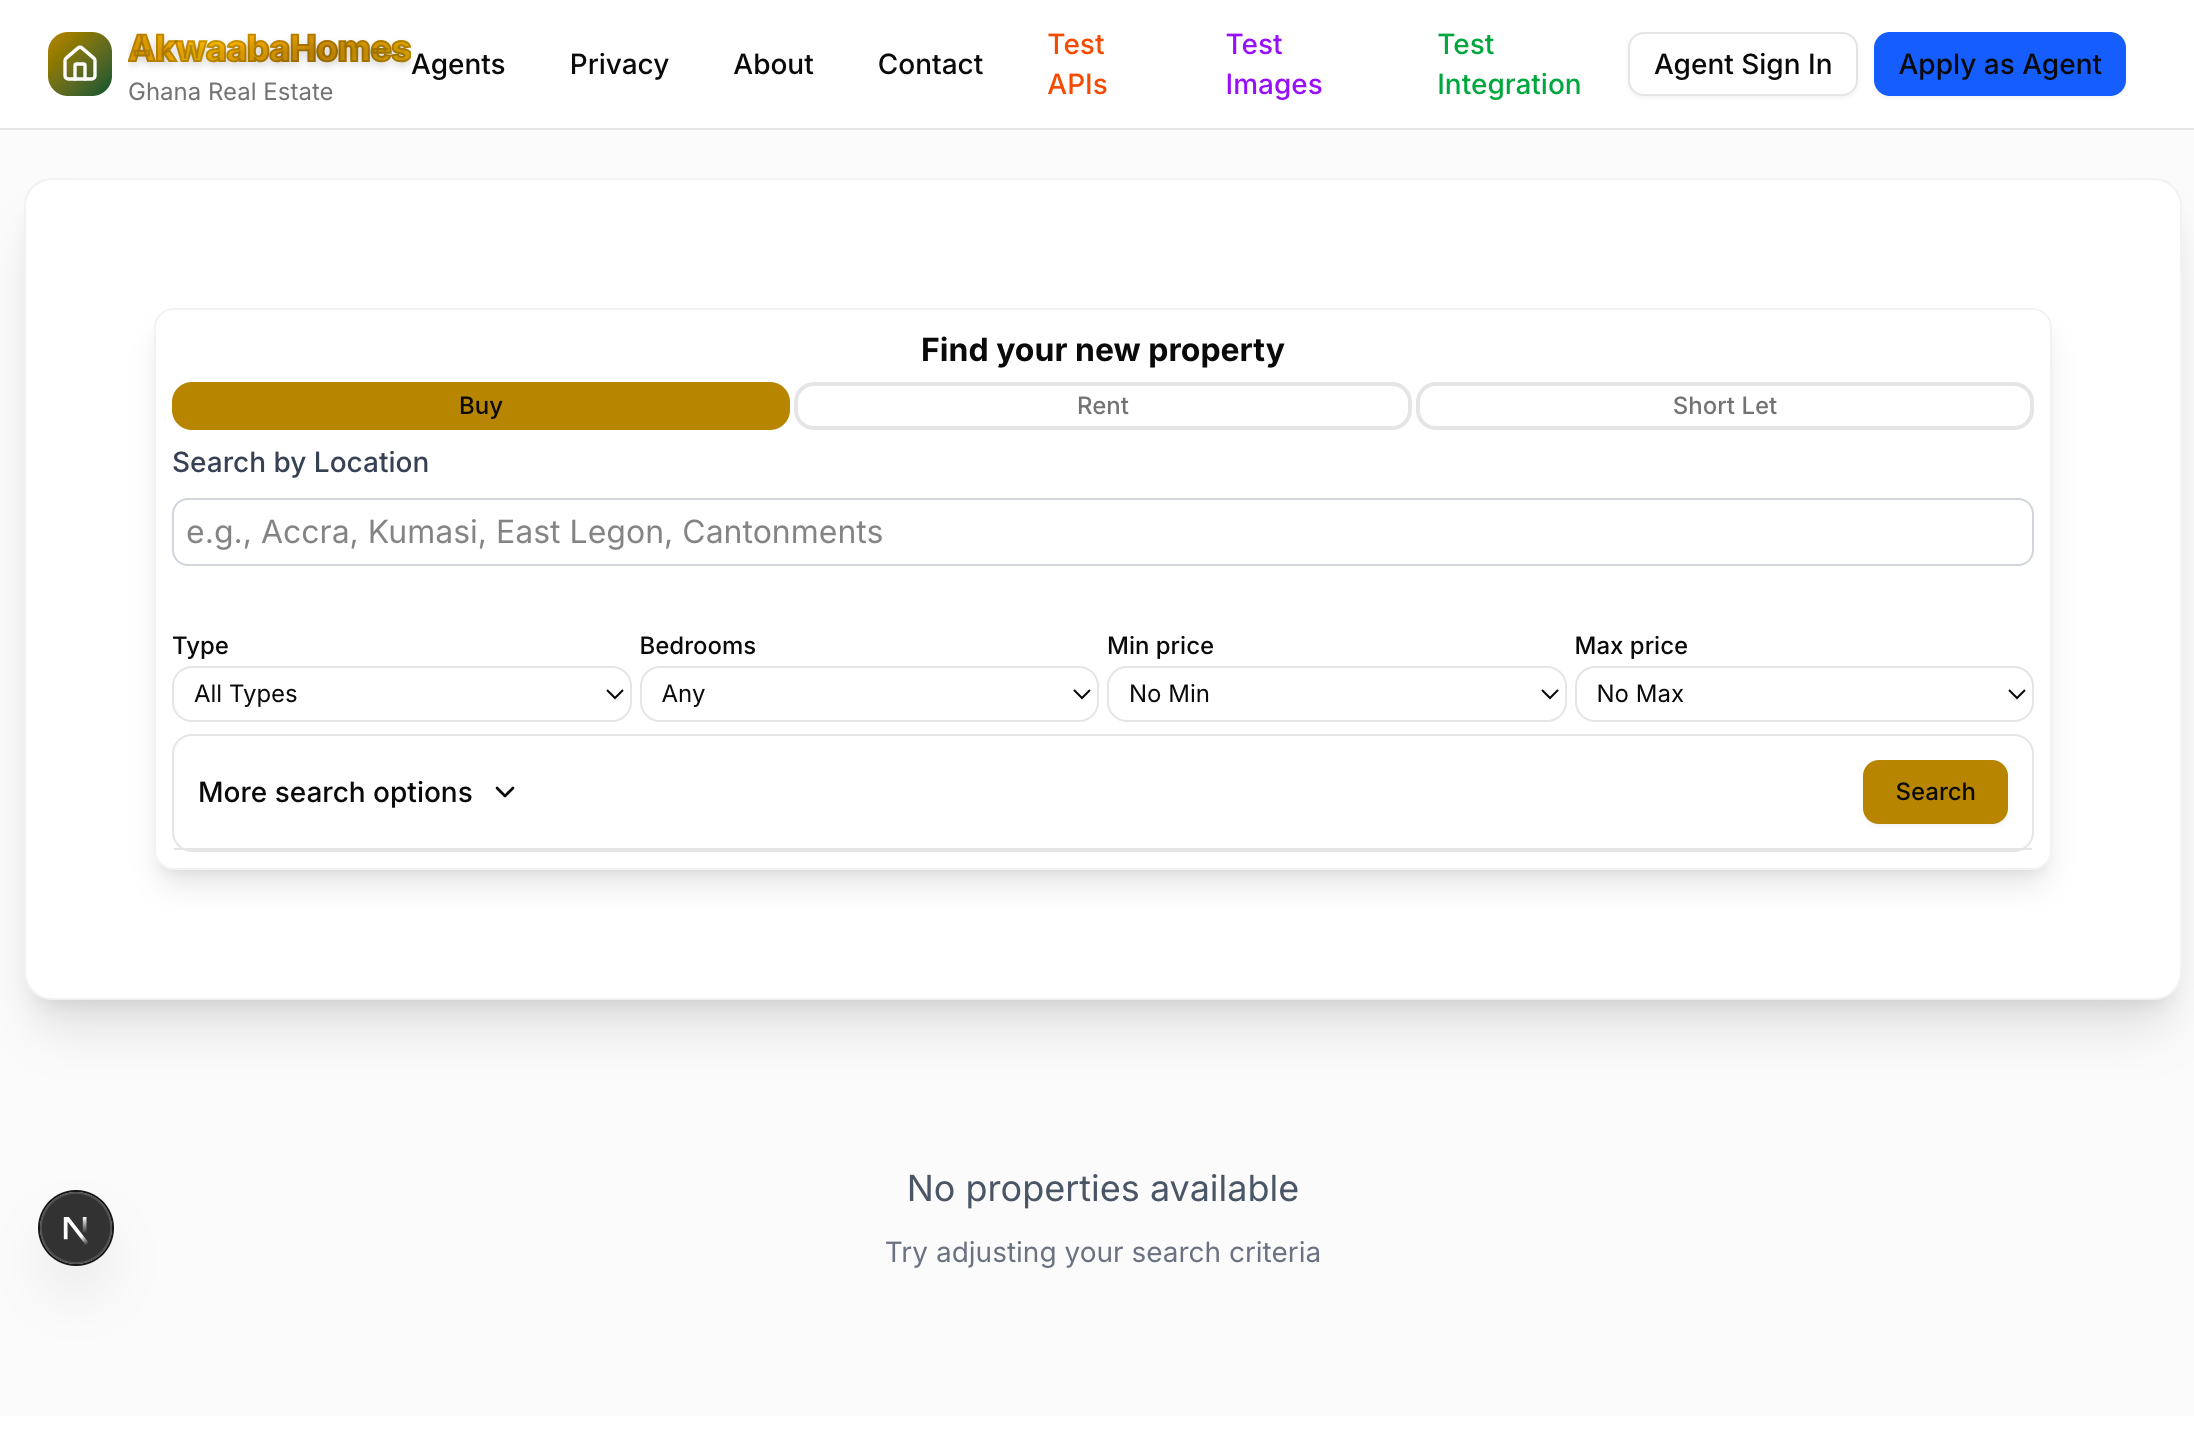 AkwaabaHomes
Ghana Real Estate
Agents
Privacy
About
Contact
Test
APIs
Test
Images
Test
Integration
Agent Sign In
Apply as Agent
Find your new property
Buy
Rent
Short Let
Search by Location
e.g., Accra, Kumasi, East Legon, Cantonments
Type
Bedrooms
Min price
Max price
All Types
Any
No Min
No Max
More search options
Search
No properties available
Try adjusting your search criteria
N